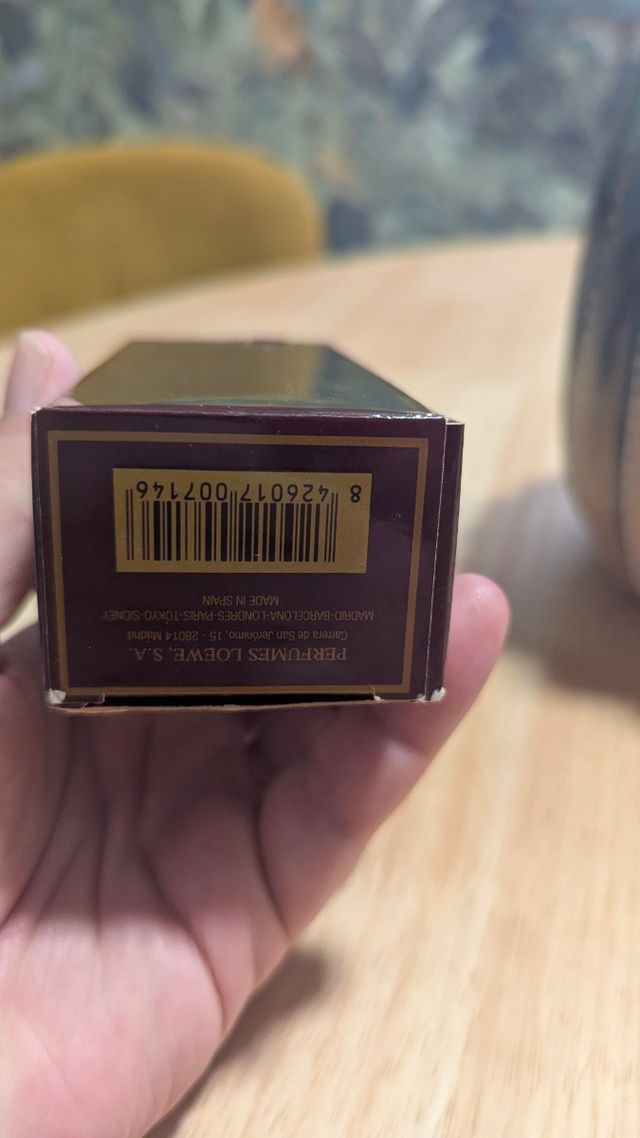 PERFUMES LOEWE, S.A.
Carrera de San Jerónimo, 15 - 28014 Madrid
MADRID-BARCELONA-LONDRES-PARIS-TOKYO-SIDNEY
MADE IN SPAIN
8 426017 007146